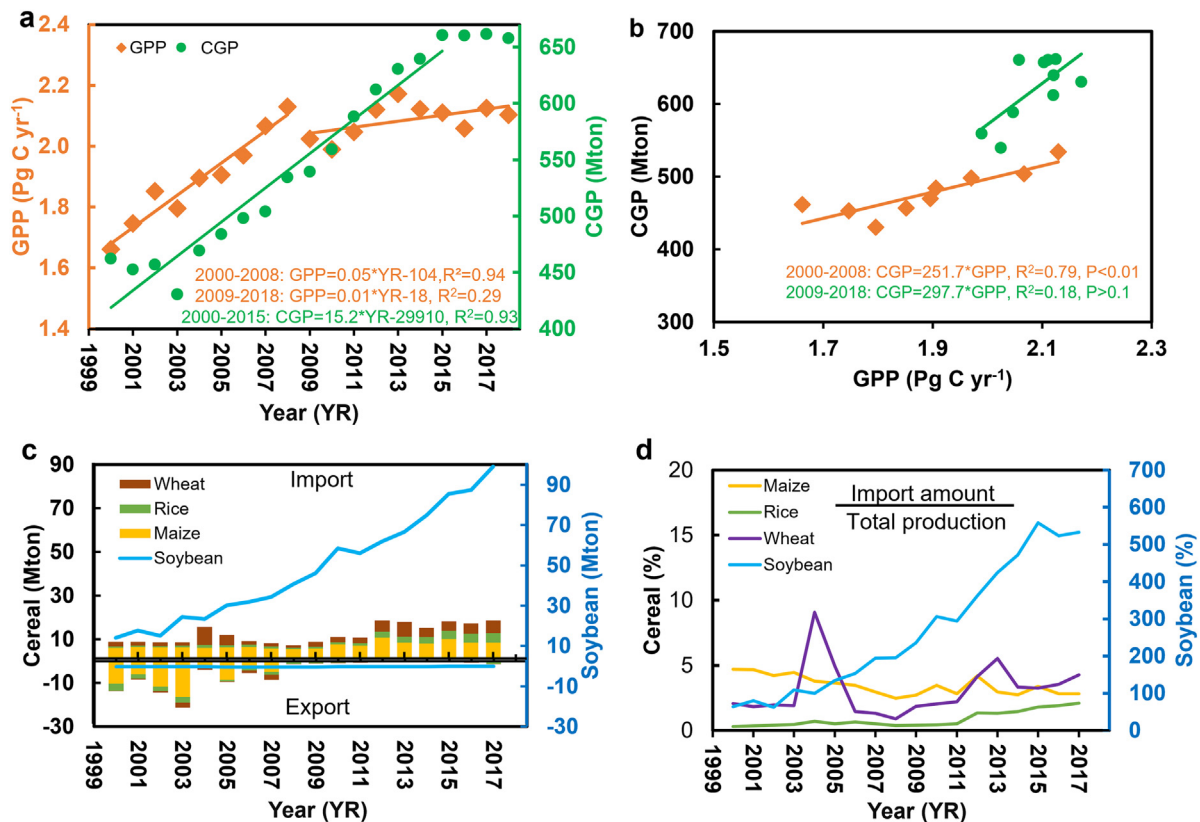 a
2.4
2.2
2.0
1.8
1.6
1.4
GPP (Pg C yr⁻¹)
GPP
CGP
650
600
550
500
450
400
CGP (Mton)
2000-2008: GPP=0.05*YR-104,R²=0.94
2009-2018: GPP=0.01*YR-18, R²=0.29
2000-2015: CGP=15.2*YR-29910, R²=0.93
1999
2001
2003
2005
2007
2009
2011
2013
2015
2017
Year (YR)
b
700
600
500
400
300
CGP (Mton)
2000-2008: CGP=251.7*GPP, R²=0.79, P<0.01
2009-2018: CGP=297.7*GPP, R²=0.18, P>0.1
1.5
1.7
1.9
2.1
2.3
GPP (Pg C yr⁻¹)
c
90
70
50
30
10
-10
-30
Cereal (Mton)
Wheat
Rice
Maize
Soybean
Import
Export
90
70
50
30
10
-10
-30
Soybean (Mton)
1999
2001
2003
2005
2007
2009
2011
2013
2015
2017
Year (YR)
d
20
15
10
5
0
Cereal (%)
Maize
Rice
Wheat
Soybean
Import amount
Total production
700
600
500
400
300
200
100
0
Soybean (%)
1999
2001
2003
2005
2007
2009
2011
2013
2015
2017
Year (YR)